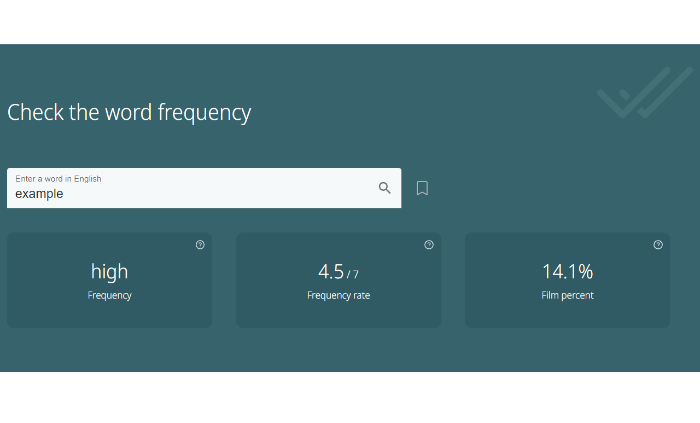 Check the word frequency
Enter a word in English
example
high
Frequency
4.5 / 7
Frequency rate
14.1%
Film percent